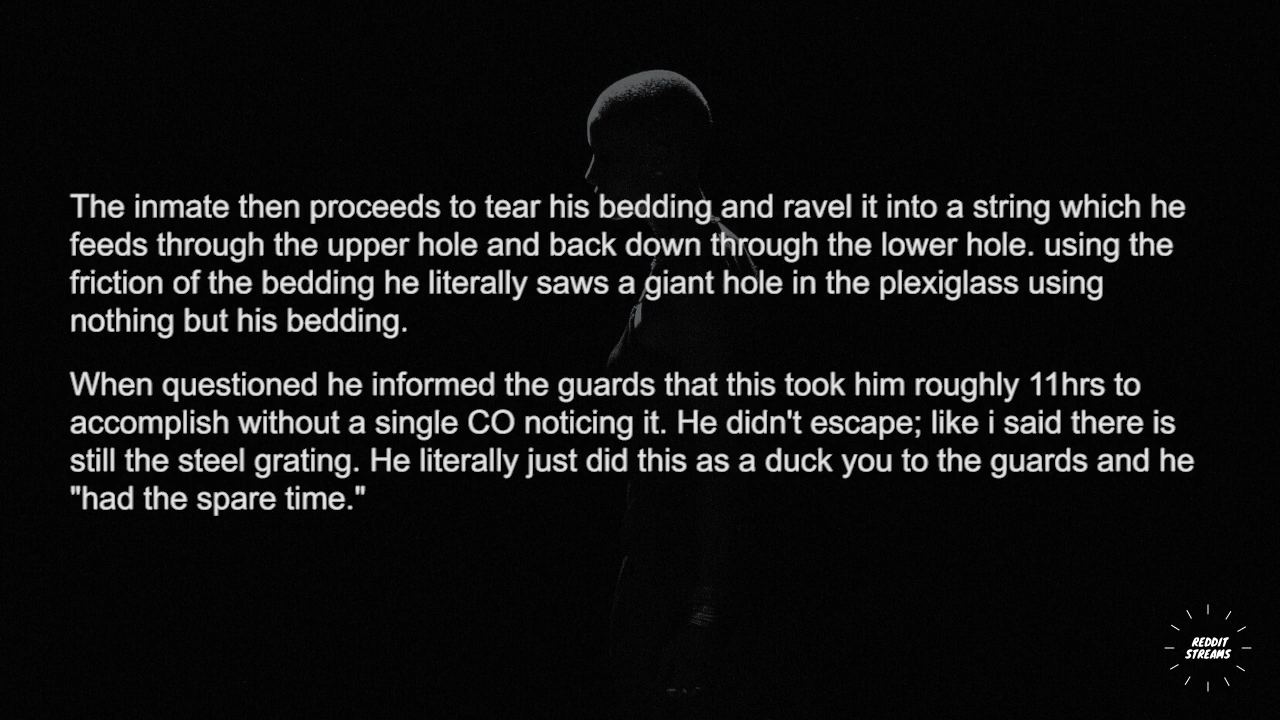 The inmate then proceeds to tear his bedding and ravel it into a string which he
feeds through the upper hole and back down through the lower hole. using the
friction of the bedding he literally saws a giant hole in the plexiglass using
nothing but his bedding.
When questioned he informed the guards that this took him roughly 11hrs to
accomplish without a single CO noticing it. He didn't escape; like i said there is
still the steel grating. He literally just did this as a duck you to the guards and he
"had the spare time."
REDDIT
STREAMS